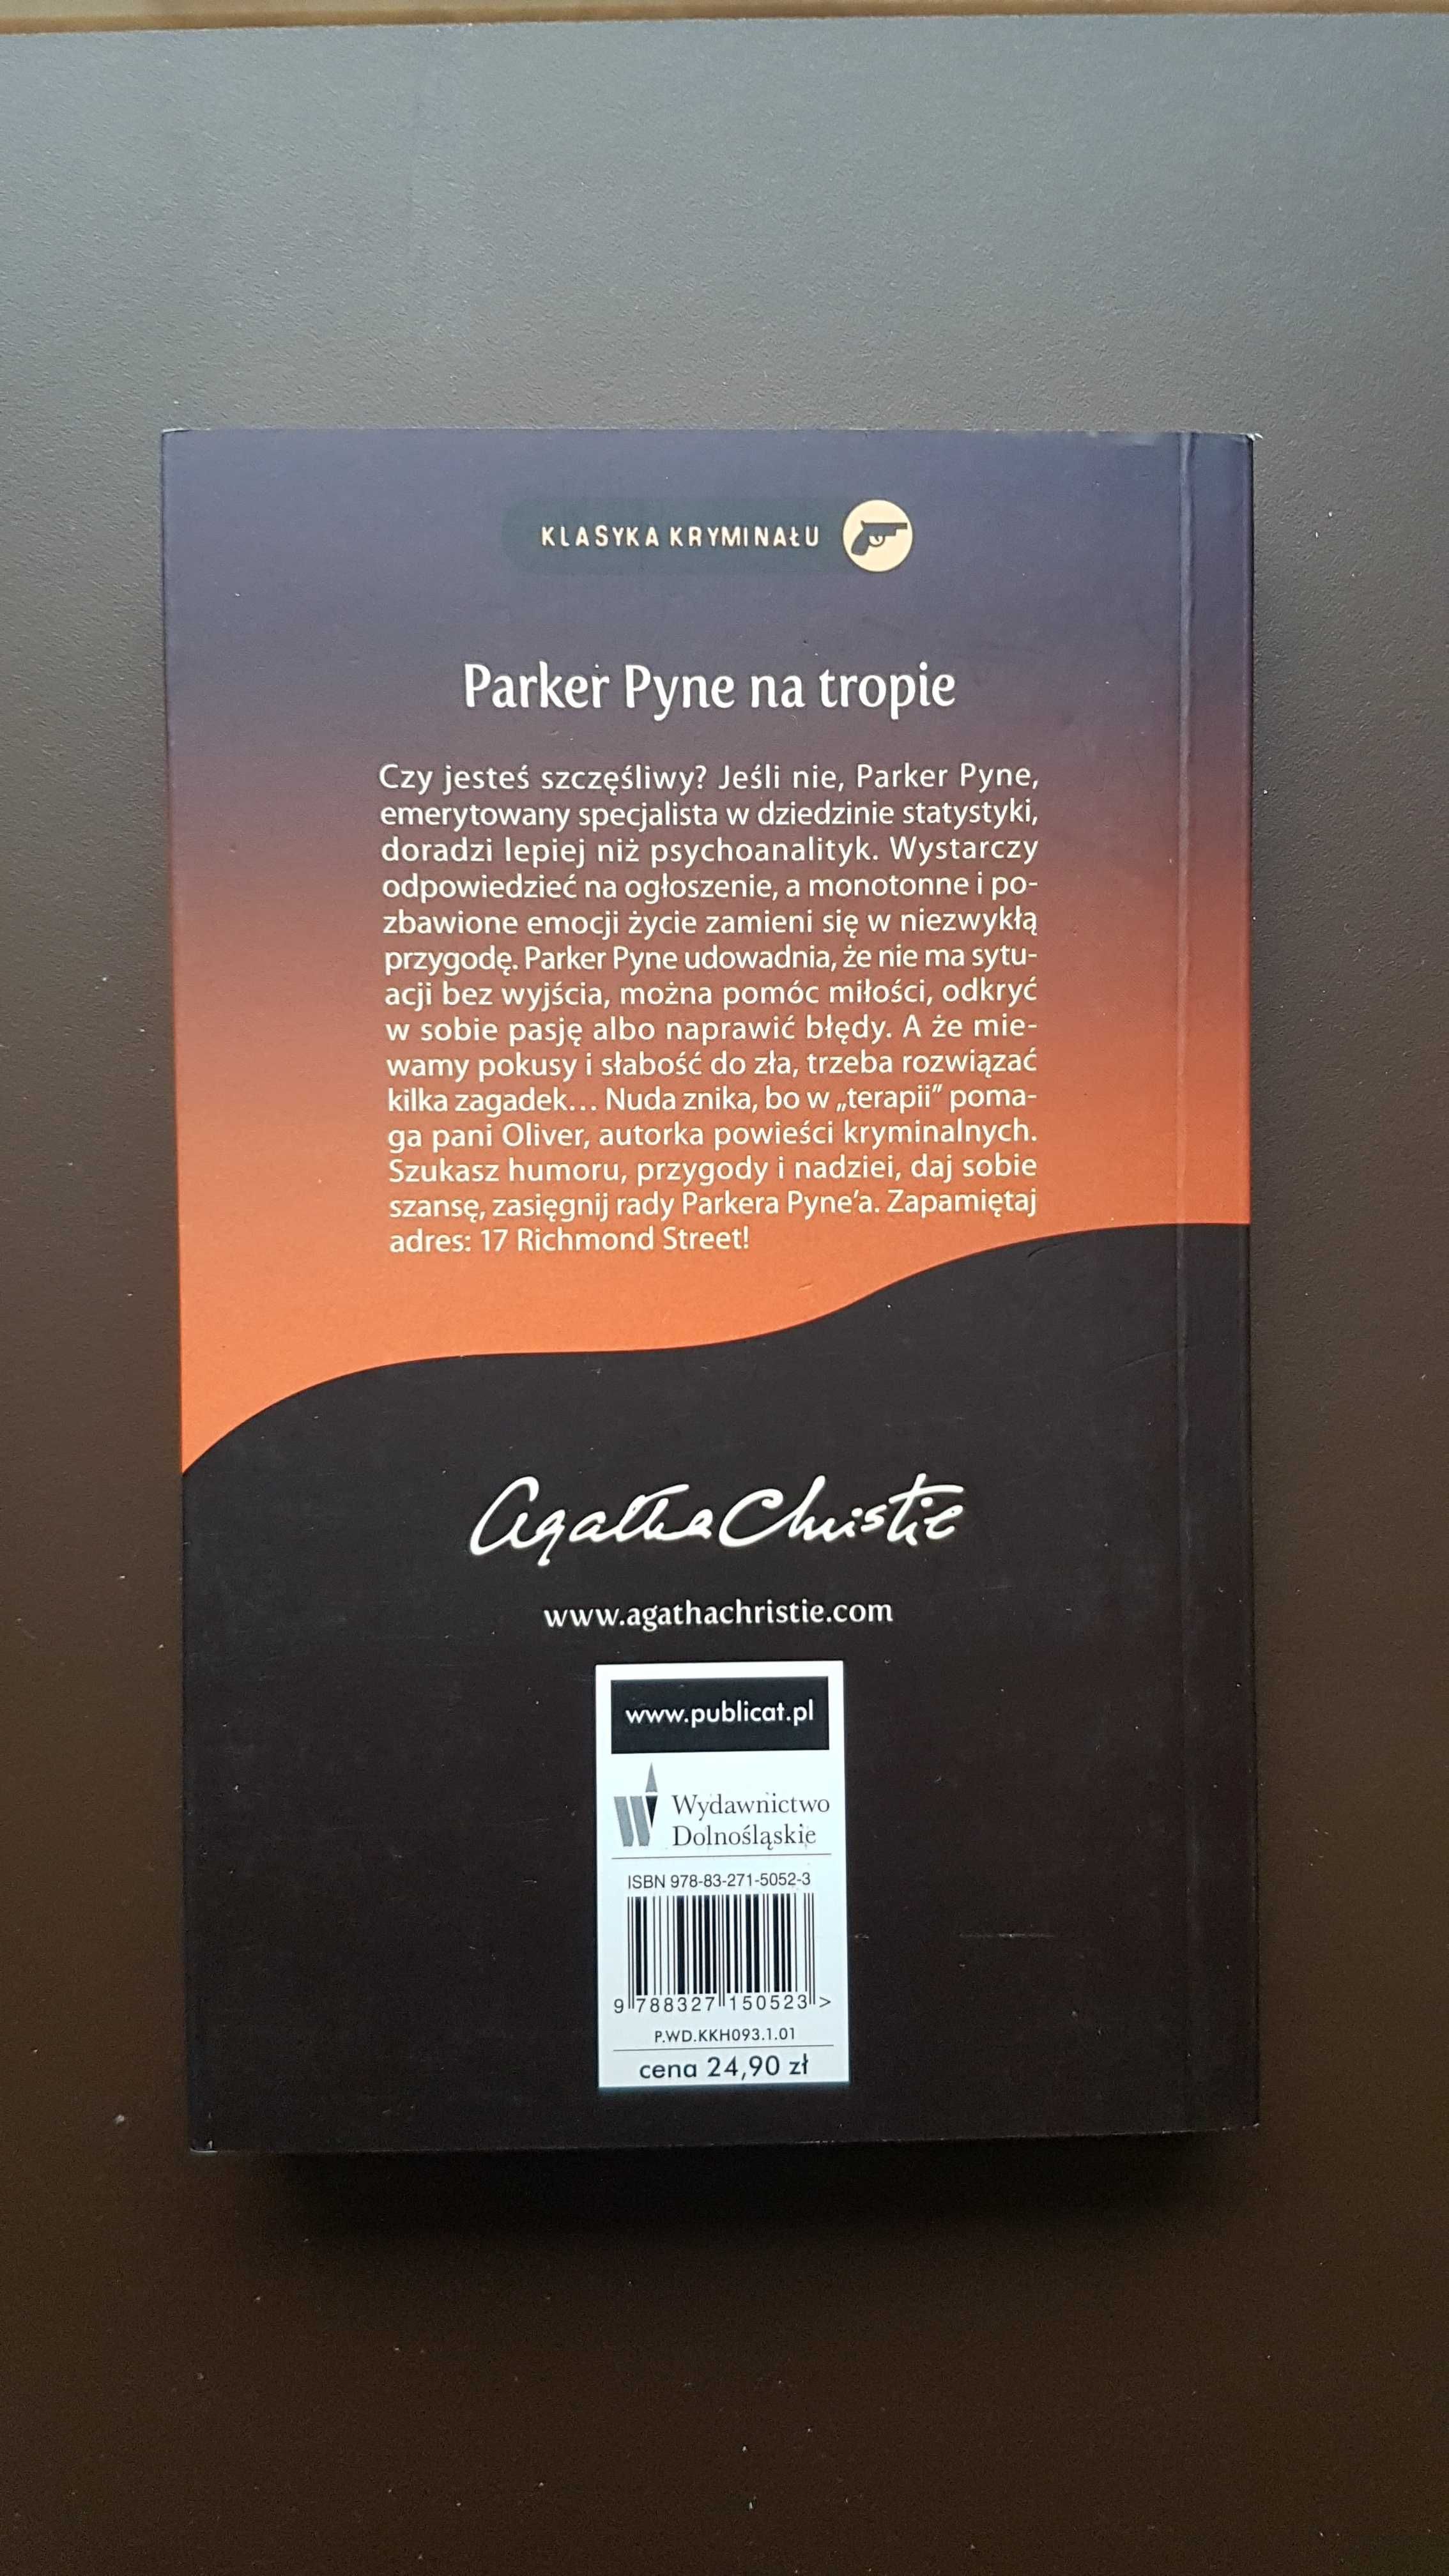 KLASYKA KRYMINAŁU
Parker Pyne na tropie
Czy jesteś szczęśliwy? Jeśli nie, Parker Pyne,
emerytowany specjalista w dziedzinie statystyki,
doradzi lepiej niż psychoanalityk. Wystarczy
odpowiedzieć na ogłoszenie, a monotonne i po-
zbawione emocji życie zamieni się w niezwykłą
przygodę. Parker Pyne udowadnia, że nie ma sytu-
acji bez wyjścia, można pomóc miłości, odkryć
w sobie pasję albo naprawić błędy. A że mie-
wamy pokusy i słabość do zła, trzeba rozwiązać
kilka zagadek... Nuda znika, bo w „terapii” poma-
ga pani Oliver, autorka powieści kryminalnych.
Szukasz humoru, przygody i nadziei, daj sobie
szansę, zasięgnij rady Parkera Pyne’a. Zapamiętaj
adres: 17 Richmond Street!
Agatha Christie
www.agathachristie.com
www.publicat.pl
Wydawnictwo
Dolnośląskie
ISBN 978-83-271-5052-3
9 788327 150523 >
P.WD.KKH093.1.01
cena 24,90 zł